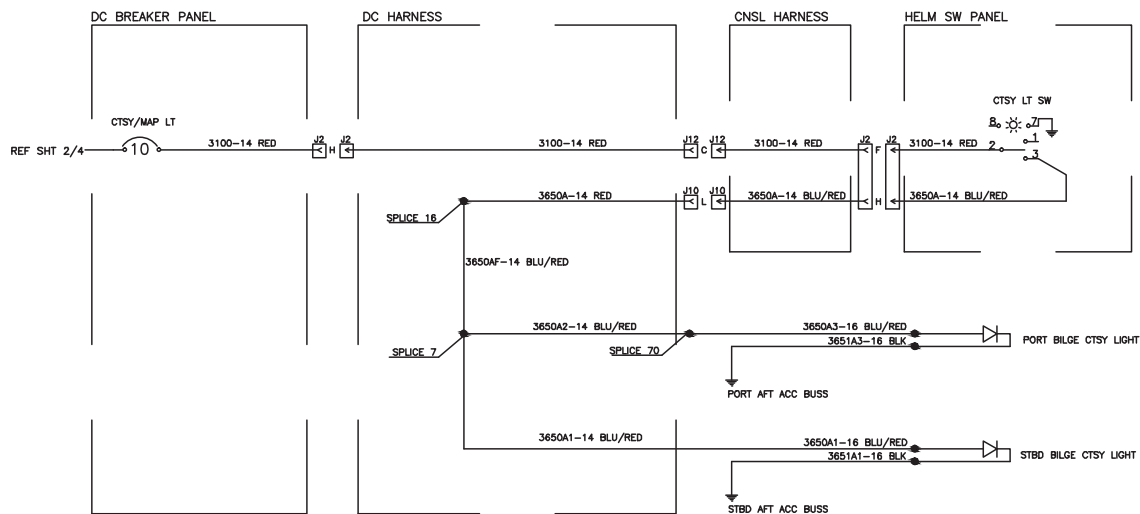 DC BREAKER PANEL
DC HARNESS
CNSL HARNESS
HELM SW PANEL
CTSY/MAP LT
CTSY LT SW
8 7
REF SHT 2/4
10
3100-14 RED
J2 H J2
3100-14 RED
J12 C J12
3100-14 RED
J2 F J2
3100-14 RED
2
1
3
3650A-14 RED
J10 L J10
3650A-14 BLU/RED
H
3650A-14 BLU/RED
SPLICE 16
3650AF-14 BLU/RED
3650A2-14 BLU/RED
3650A3-16 BLU/RED
3651A3-16 BLK
PORT BILGE CTSY LIGHT
SPLICE 7
SPLICE 70
PORT AFT ACC BUSS
3650A1-14 BLU/RED
3650A1-16 BLU/RED
3651A1-16 BLK
STBD BILGE CTSY LIGHT
STBD AFT ACC BUSS